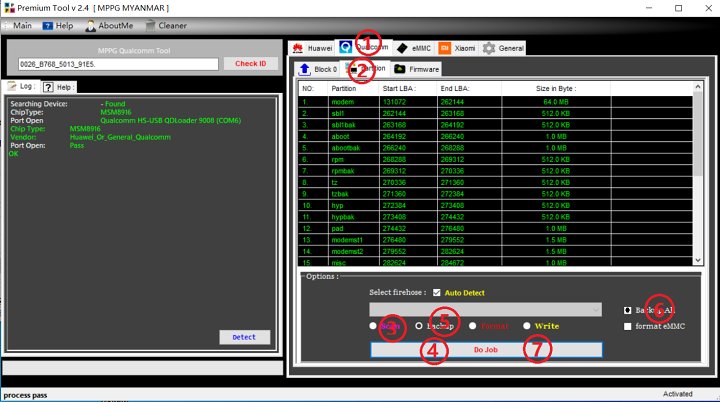 Premium Tool v 2.4 [ MPPG MYANMAR ]
Main Help AboutMe Cleaner
MPPG Qualcomm Tool
0026_B768_5013_91E5. Check ID
Log : Help :
Searching Device: - Found
ChipType: MSM8916
Port Open Qualcomm HS-USB QDLoader 9008 (COM6)
Chip Type: MSM8916
Vendor: Huawei_Or_General_Qualcomm
Port Open: Pass
OK
Detect
Huawei Qualcomm eMMC Xiaomi General
1
Block 0 Partition Firmware
2
NO: Partition Start LBA : End LBA: Size in Byte :
1. modem 131072 262144 64.0 MB
2. sbl1 262144 263168 512.0 KB
3. sbl1bak 263168 264192 512.0 KB
4. aboot 264192 266240 1.0 MB
5. abootbak 266240 268288 1.0 MB
6. rpm 268288 269312 512.0 KB
7. rpmbak 269312 270336 512.0 KB
8. tz 270336 271360 512.0 KB
9. tzbak 271360 272384 512.0 KB
10. hyp 272384 273408 512.0 KB
11. hypbak 273408 274432 512.0 KB
12. pad 274432 276480 1.0 MB
13. modemst1 276480 279552 1.5 MB
14. modemst2 279552 282624 1.5 MB
15. misc 282624 284672 1.0 MB
Options :
Select firehose : Auto Detect
Backup All
6
Scan Backup Format Write
3 5
format eMMC
Do Job
4 7
process pass Activated